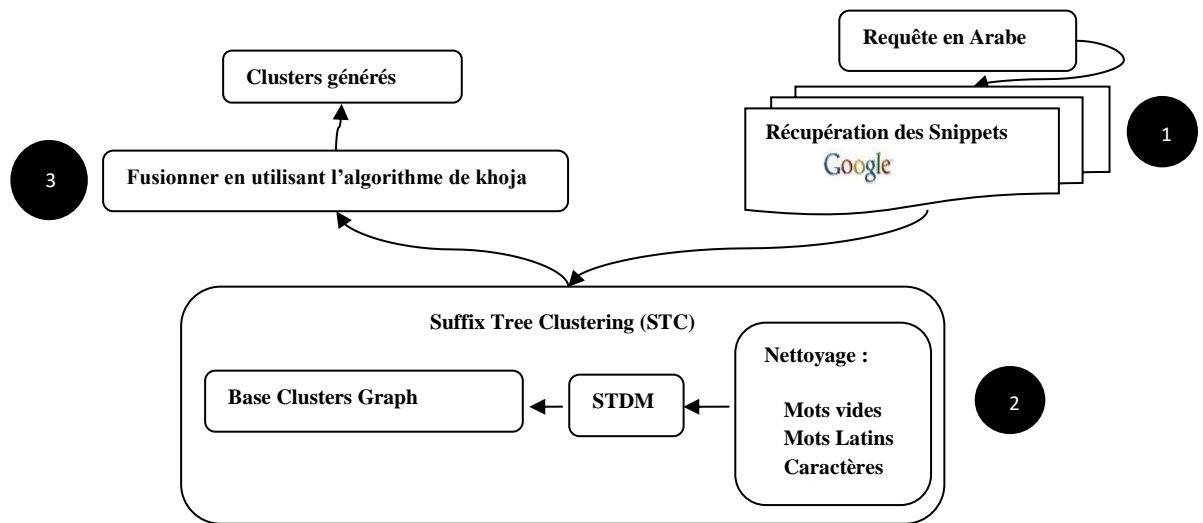 Requête en Arabe
Récupération des Snippets
Google
1
Clusters générés
3
Fusionner en utilisant l’algorithme de khoja
Suffix Tree Clustering (STC)
Nettoyage :
Mots vides
Mots Latins
Caractères
STDM
Base Clusters Graph
2